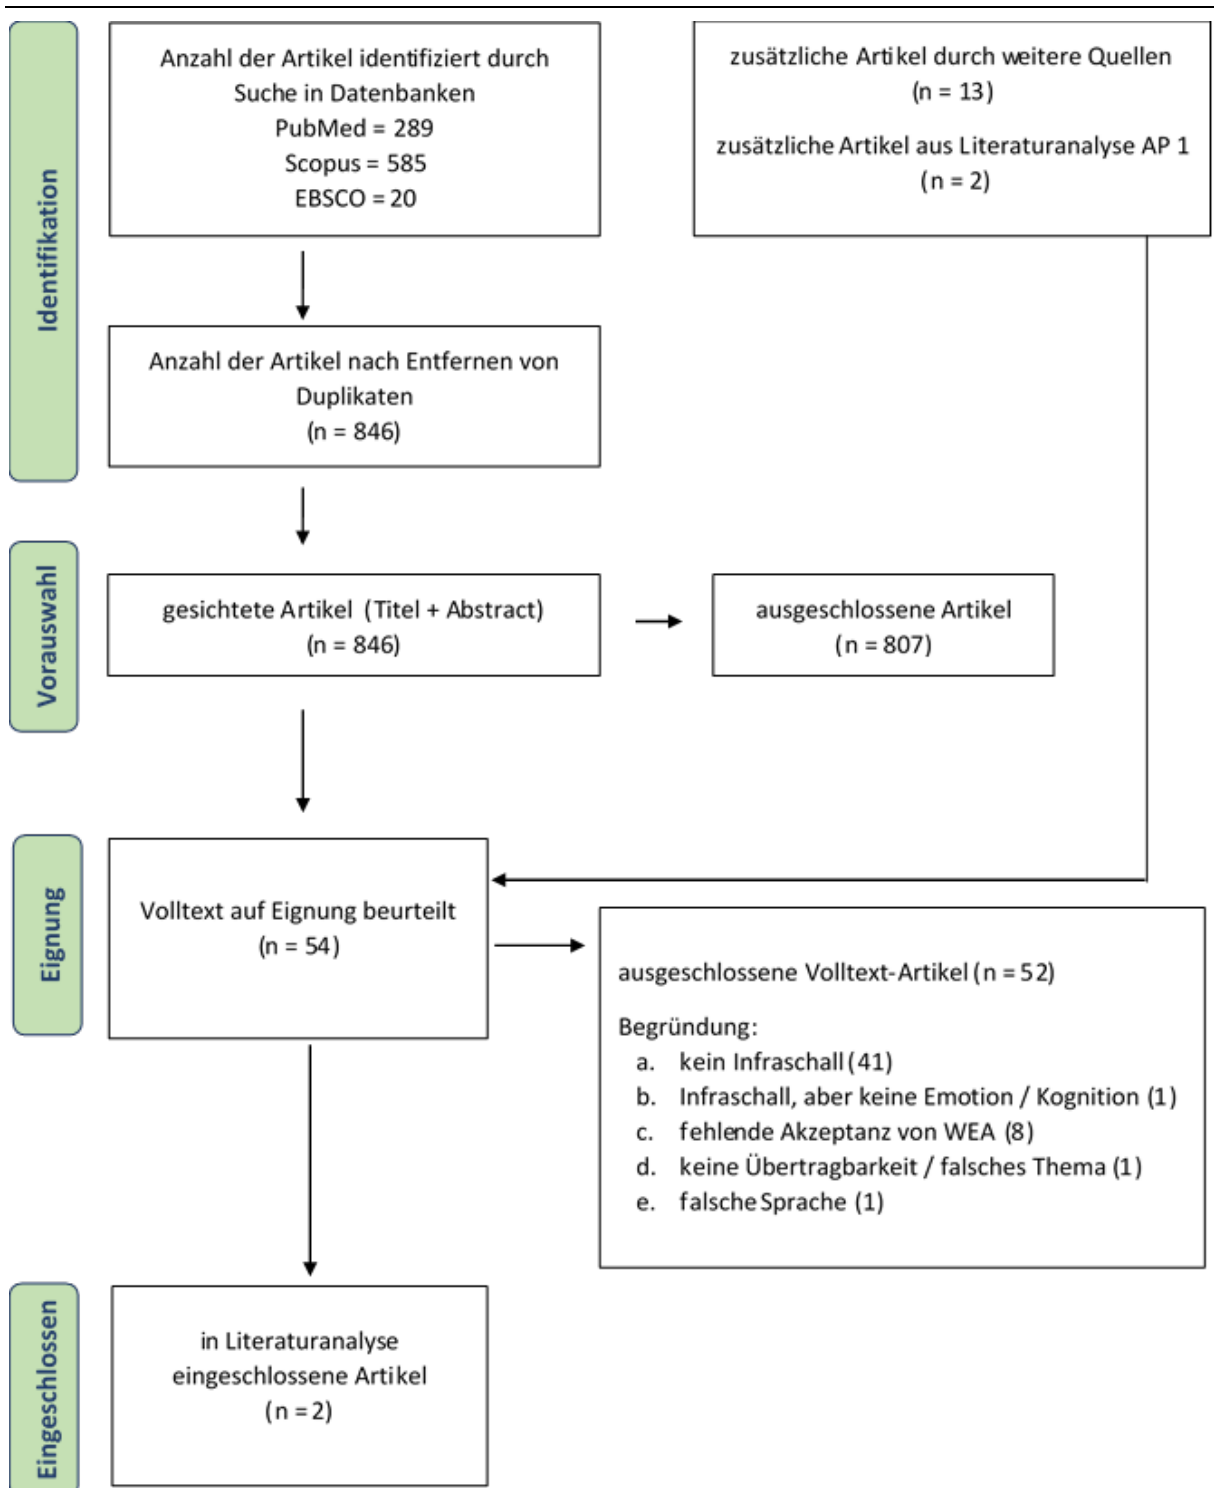 Identifikation
Anzahl der Artikel identifiziert durch
Suche in Datenbanken
PubMed = 289
Scopus = 585
EBSCO = 20
zusätzliche Artikel durch weitere Quellen
(n = 13)
zusätzliche Artikel aus Literaturanalyse AP 1
(n = 2)
Anzahl der Artikel nach Entfernen von
Duplikaten
(n = 846)
Vorauswahl
gesichtete Artikel (Titel + Abstract)
(n = 846)
ausgeschlossene Artikel
(n = 807)
Eignung
Volltext auf Eignung beurteilt
(n = 54)
ausgeschlossene Volltext-Artikel (n = 52)
Begründung:
a. kein Infraschall (41)
b. Infraschall, aber keine Emotion / Kognition (1)
c. fehlende Akzeptanz von WEA (8)
d. keine Übertragbarkeit / falsches Thema (1)
e. falsche Sprache (1)
Eingeschlossen
in Literaturanalyse
eingeschlossene Artikel
(n = 2)